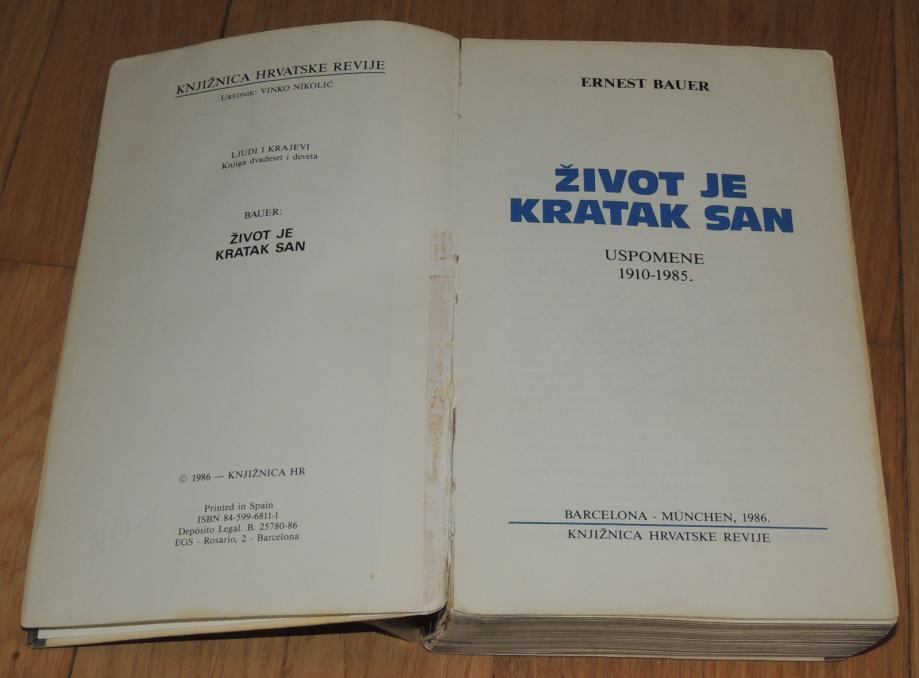 KNJIŽNICA HRVATSKE REVIJE
UREDNIK: VINKO NIKOLIĆ
LJUDI I KRAJEVI
Knjiga dvadeset i deveta
BAUER:
ŽIVOT JE
KRATAK SAN
© 1986 — KNJIŽNICA HR
Printed in Spain
ISBN 84-599-6811-1
Depósito Legal. B. 25780-86
EGS - Rosario, 2 - Barcelona
ERNEST BAUER
ŽIVOT JE
KRATAK SAN
USPOMENE
1910-1985.
BARCELONA - MÜNCHEN, 1986.
KNJIŽNICA HRVATSKE REVIJE